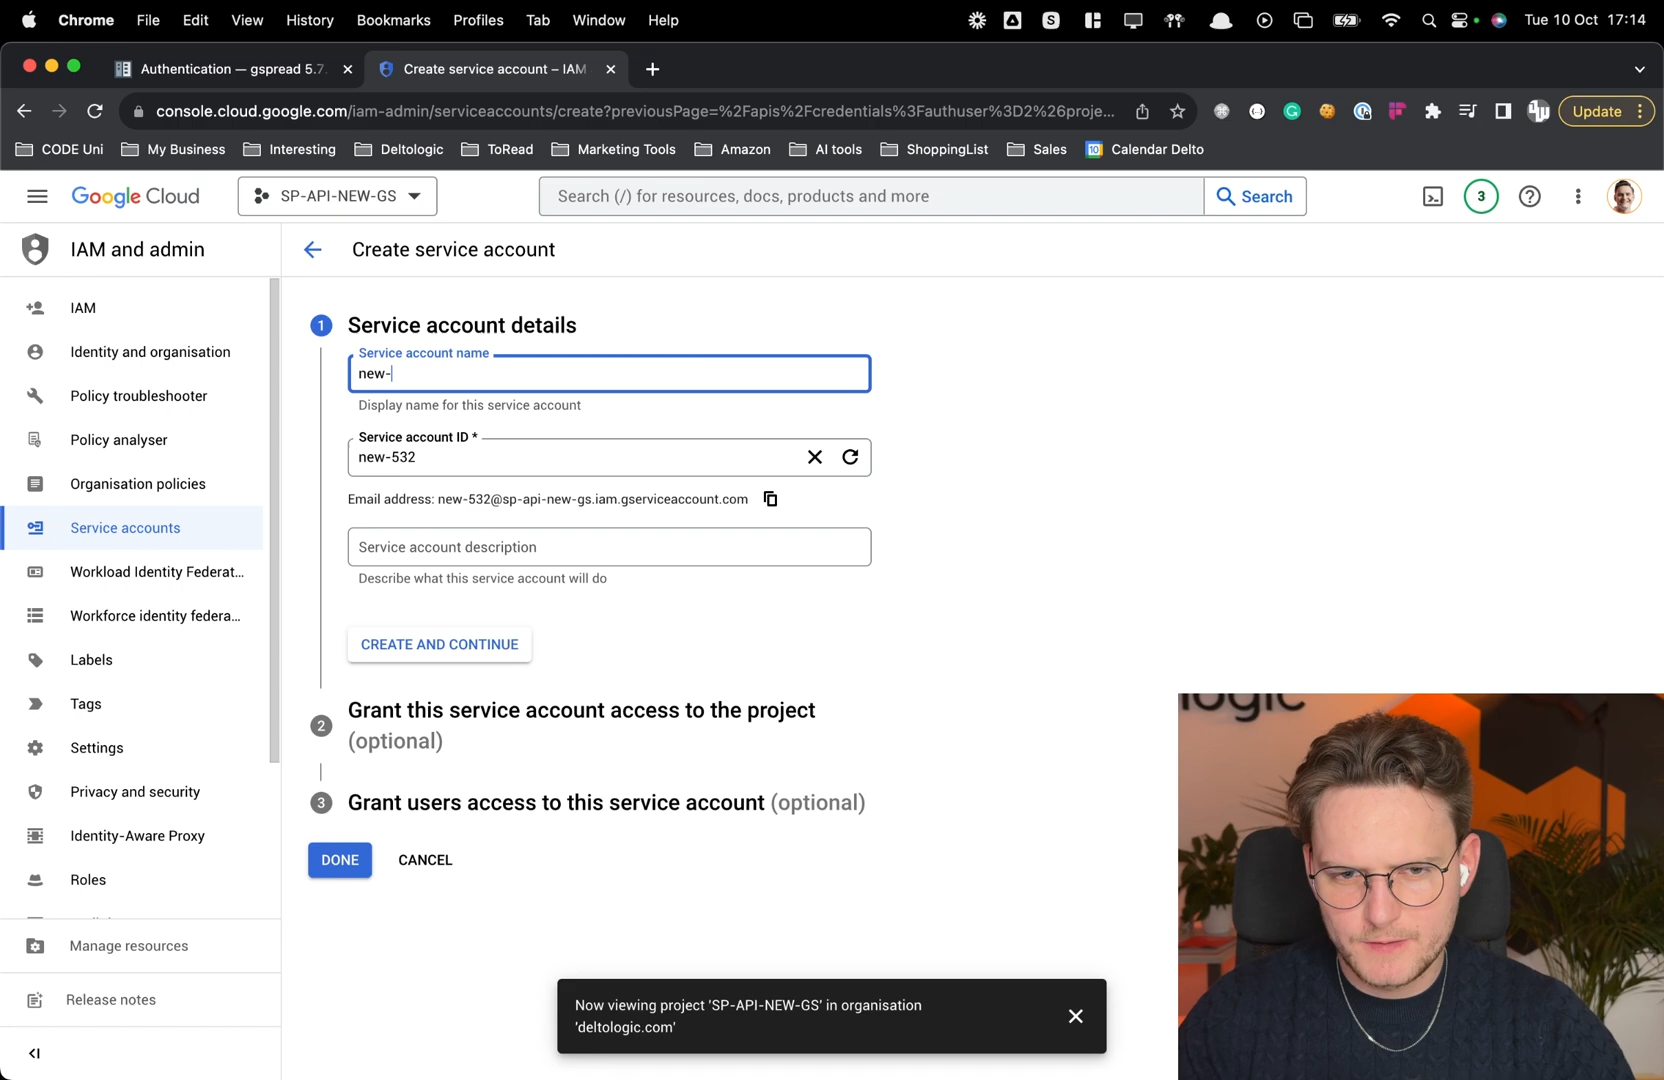 Chrome File Edit View History Bookmarks Profiles Tab Window Help Tue 10 Oct 17:14
Authentication — gspread 5.7. Create service account – IAM
console.cloud.google.com/iam-admin/serviceaccounts/create?previousPage=%2Fapis%2Fcredentials%3Fauthuser%3D2%26proje... Update
CODE Uni My Business Interesting Deltologic ToRead Marketing Tools Amazon AI tools ShoppingList Sales Calendar Delto
Google Cloud SP-API-NEW-GS Search (/) for resources, docs, products and more Search 3
IAM and admin
Create service account
IAM
Identity and organisation
Policy troubleshooter
Policy analyser
Organisation policies
Service accounts
Workload Identity Federat...
Workforce identity federa...
Labels
Tags
Settings
Privacy and security
Identity-Aware Proxy
Roles
Manage resources
Release notes
1 Service account details
Service account name
new-
Display name for this service account
Service account ID *
new-532
Email address: new-532@sp-api-new-gs.iam.gserviceaccount.com
Service account description
Describe what this service account will do
CREATE AND CONTINUE
2 Grant this service account access to the project
(optional)
3 Grant users access to this service account (optional)
DONE CANCEL
Now viewing project 'SP-API-NEW-GS' in organisation
'deltologic.com'